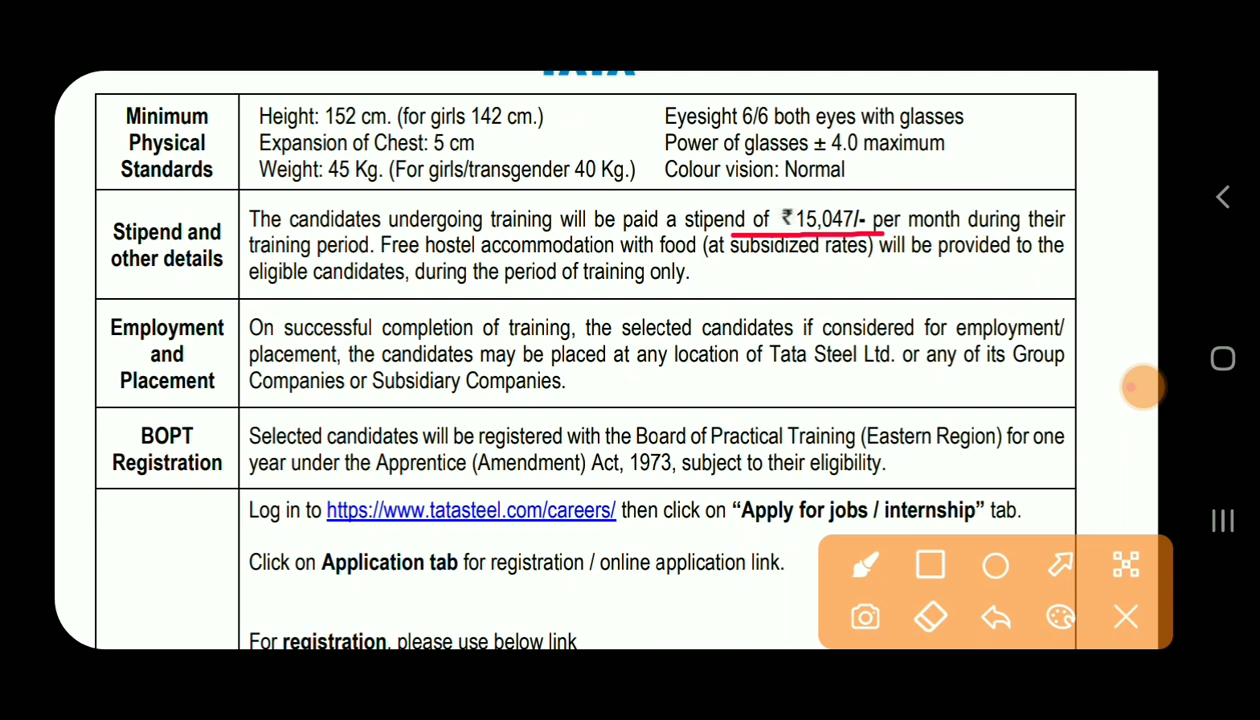 TATA
Minimum
Physical
Standards
Height: 152 cm. (for girls 142 cm.)
Expansion of Chest: 5 cm
Weight: 45 Kg. (For girls/transgender 40 Kg.)
Eyesight 6/6 both eyes with glasses
Power of glasses ± 4.0 maximum
Colour vision: Normal
Stipend and
other details
The candidates undergoing training will be paid a stipend of ₹15,047/- per month during their
training period. Free hostel accommodation with food (at subsidized rates) will be provided to the
eligible candidates, during the period of training only.
Employment
and
Placement
On successful completion of training, the selected candidates if considered for employment/
placement, the candidates may be placed at any location of Tata Steel Ltd. or any of its Group
Companies or Subsidiary Companies.
BOPT
Registration
Selected candidates will be registered with the Board of Practical Training (Eastern Region) for one
year under the Apprentice (Amendment) Act, 1973, subject to their eligibility.
Log in to https://www.tatasteel.com/careers/ then click on “Apply for jobs / internship” tab.
Click on Application tab for registration / online application link.
For registration, please use below link